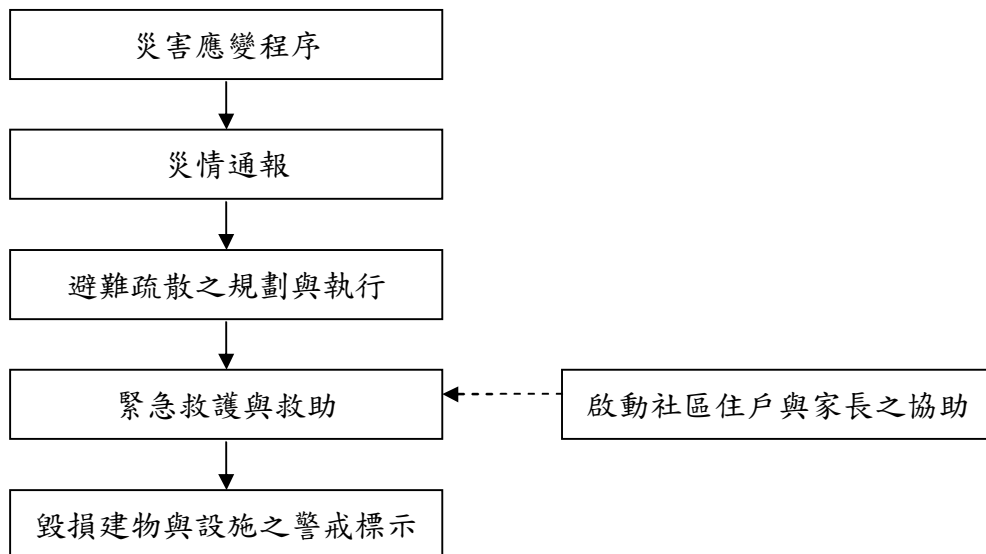 災害應變程序
災情通報
避難疏散之規劃與執行
緊急救護與救助
啟動社區住戶與家長之協助
毀損建物與設施之警戒標示